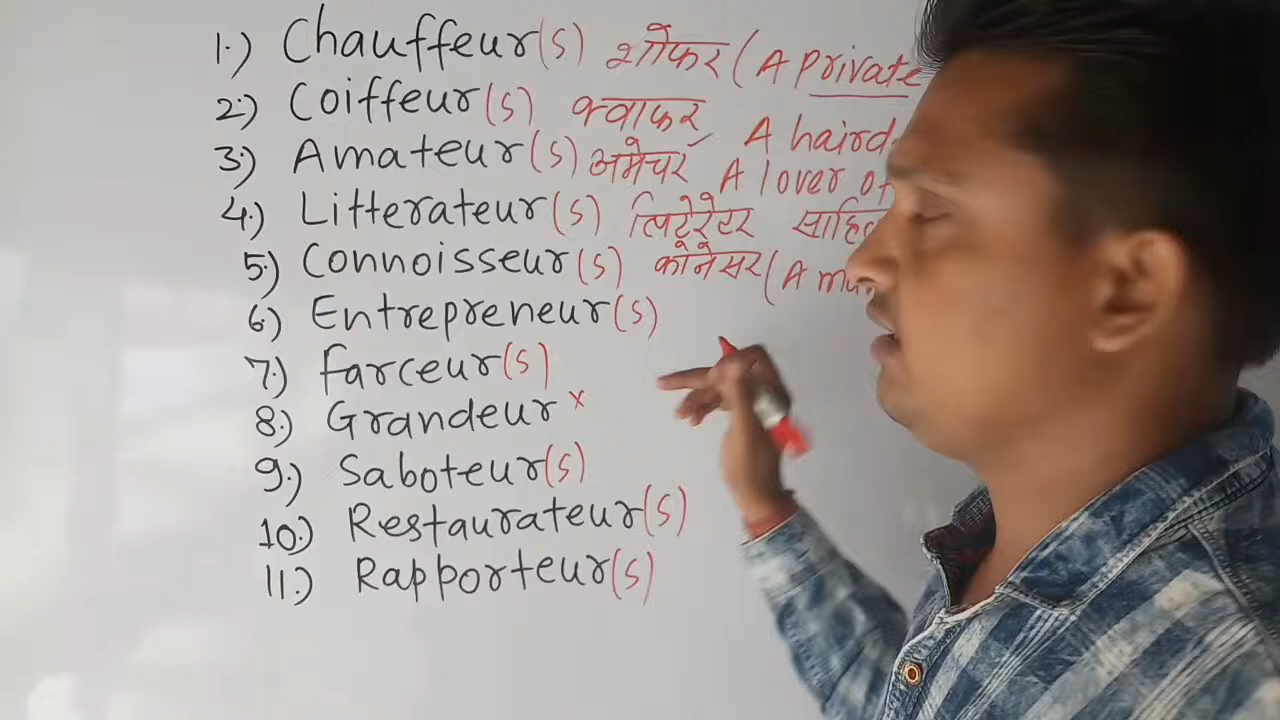 1.) Chauffeur(s) शोफर (A private
2.) Coiffeur(s) क्वाफर A haird
3.) Amateur(s) अमेचर A lover of
4.) Litterateur(s) लिटेरेटर साहि
5.) Connoisseur(s) कोनेसर (A mu
6.) Entrepreneur(s)
7.) Farceur(s)
8.) Grandeur x
9.) Saboteur(s)
10.) Restaurateur(s)
11.) Rapporteur(s)